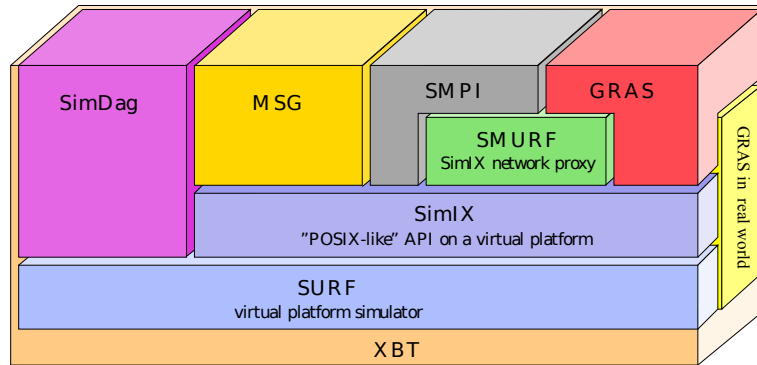 SimDag
MSG
SMPI
GRAS
SMURF
SimIX network proxy
GRAS in real world
SimIX
”POSIX-like” API on a virtual platform
SURF
virtual platform simulator
XBT